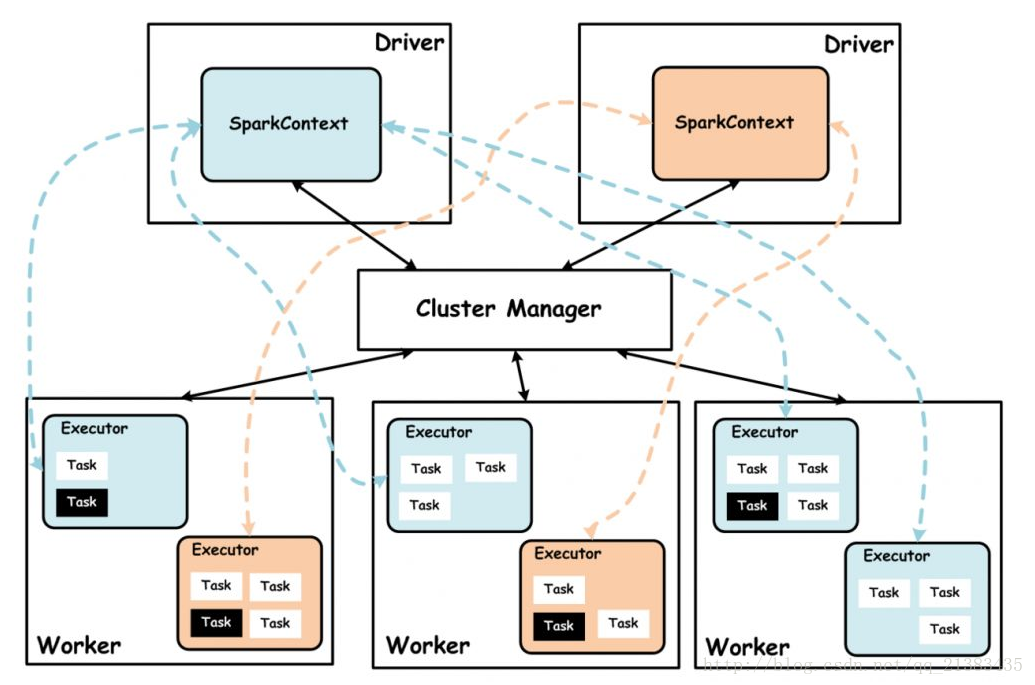 Driver
Driver
SparkContext
SparkContext
Cluster Manager
Executor
Task
Task
Executor
Task Task
Task Task
Worker
Executor
Task Task
Task
Executor
Task
Task Task
Worker
Executor
Task Task
Task Task
Executor
Task Task
Task
Worker
http://blog.csdn.net/qq_21383435